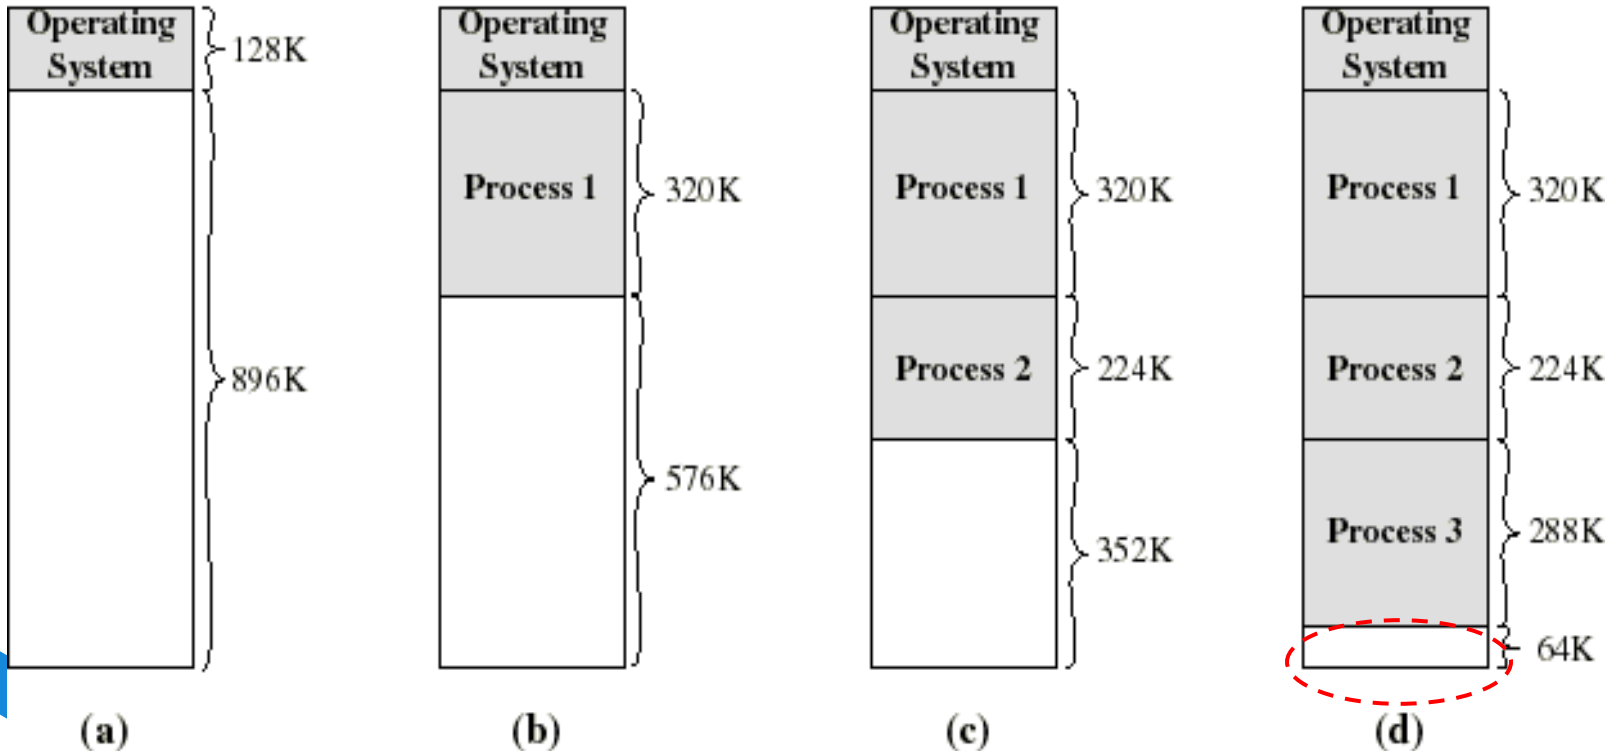 Operating
System
128K
896K
(a)
Operating
System
Process 1
320K
576K
(b)
Operating
System
Process 1
320K
Process 2
224K
352K
(c)
Operating
System
Process 1
320K
Process 2
224K
Process 3
288K
64K
(d)